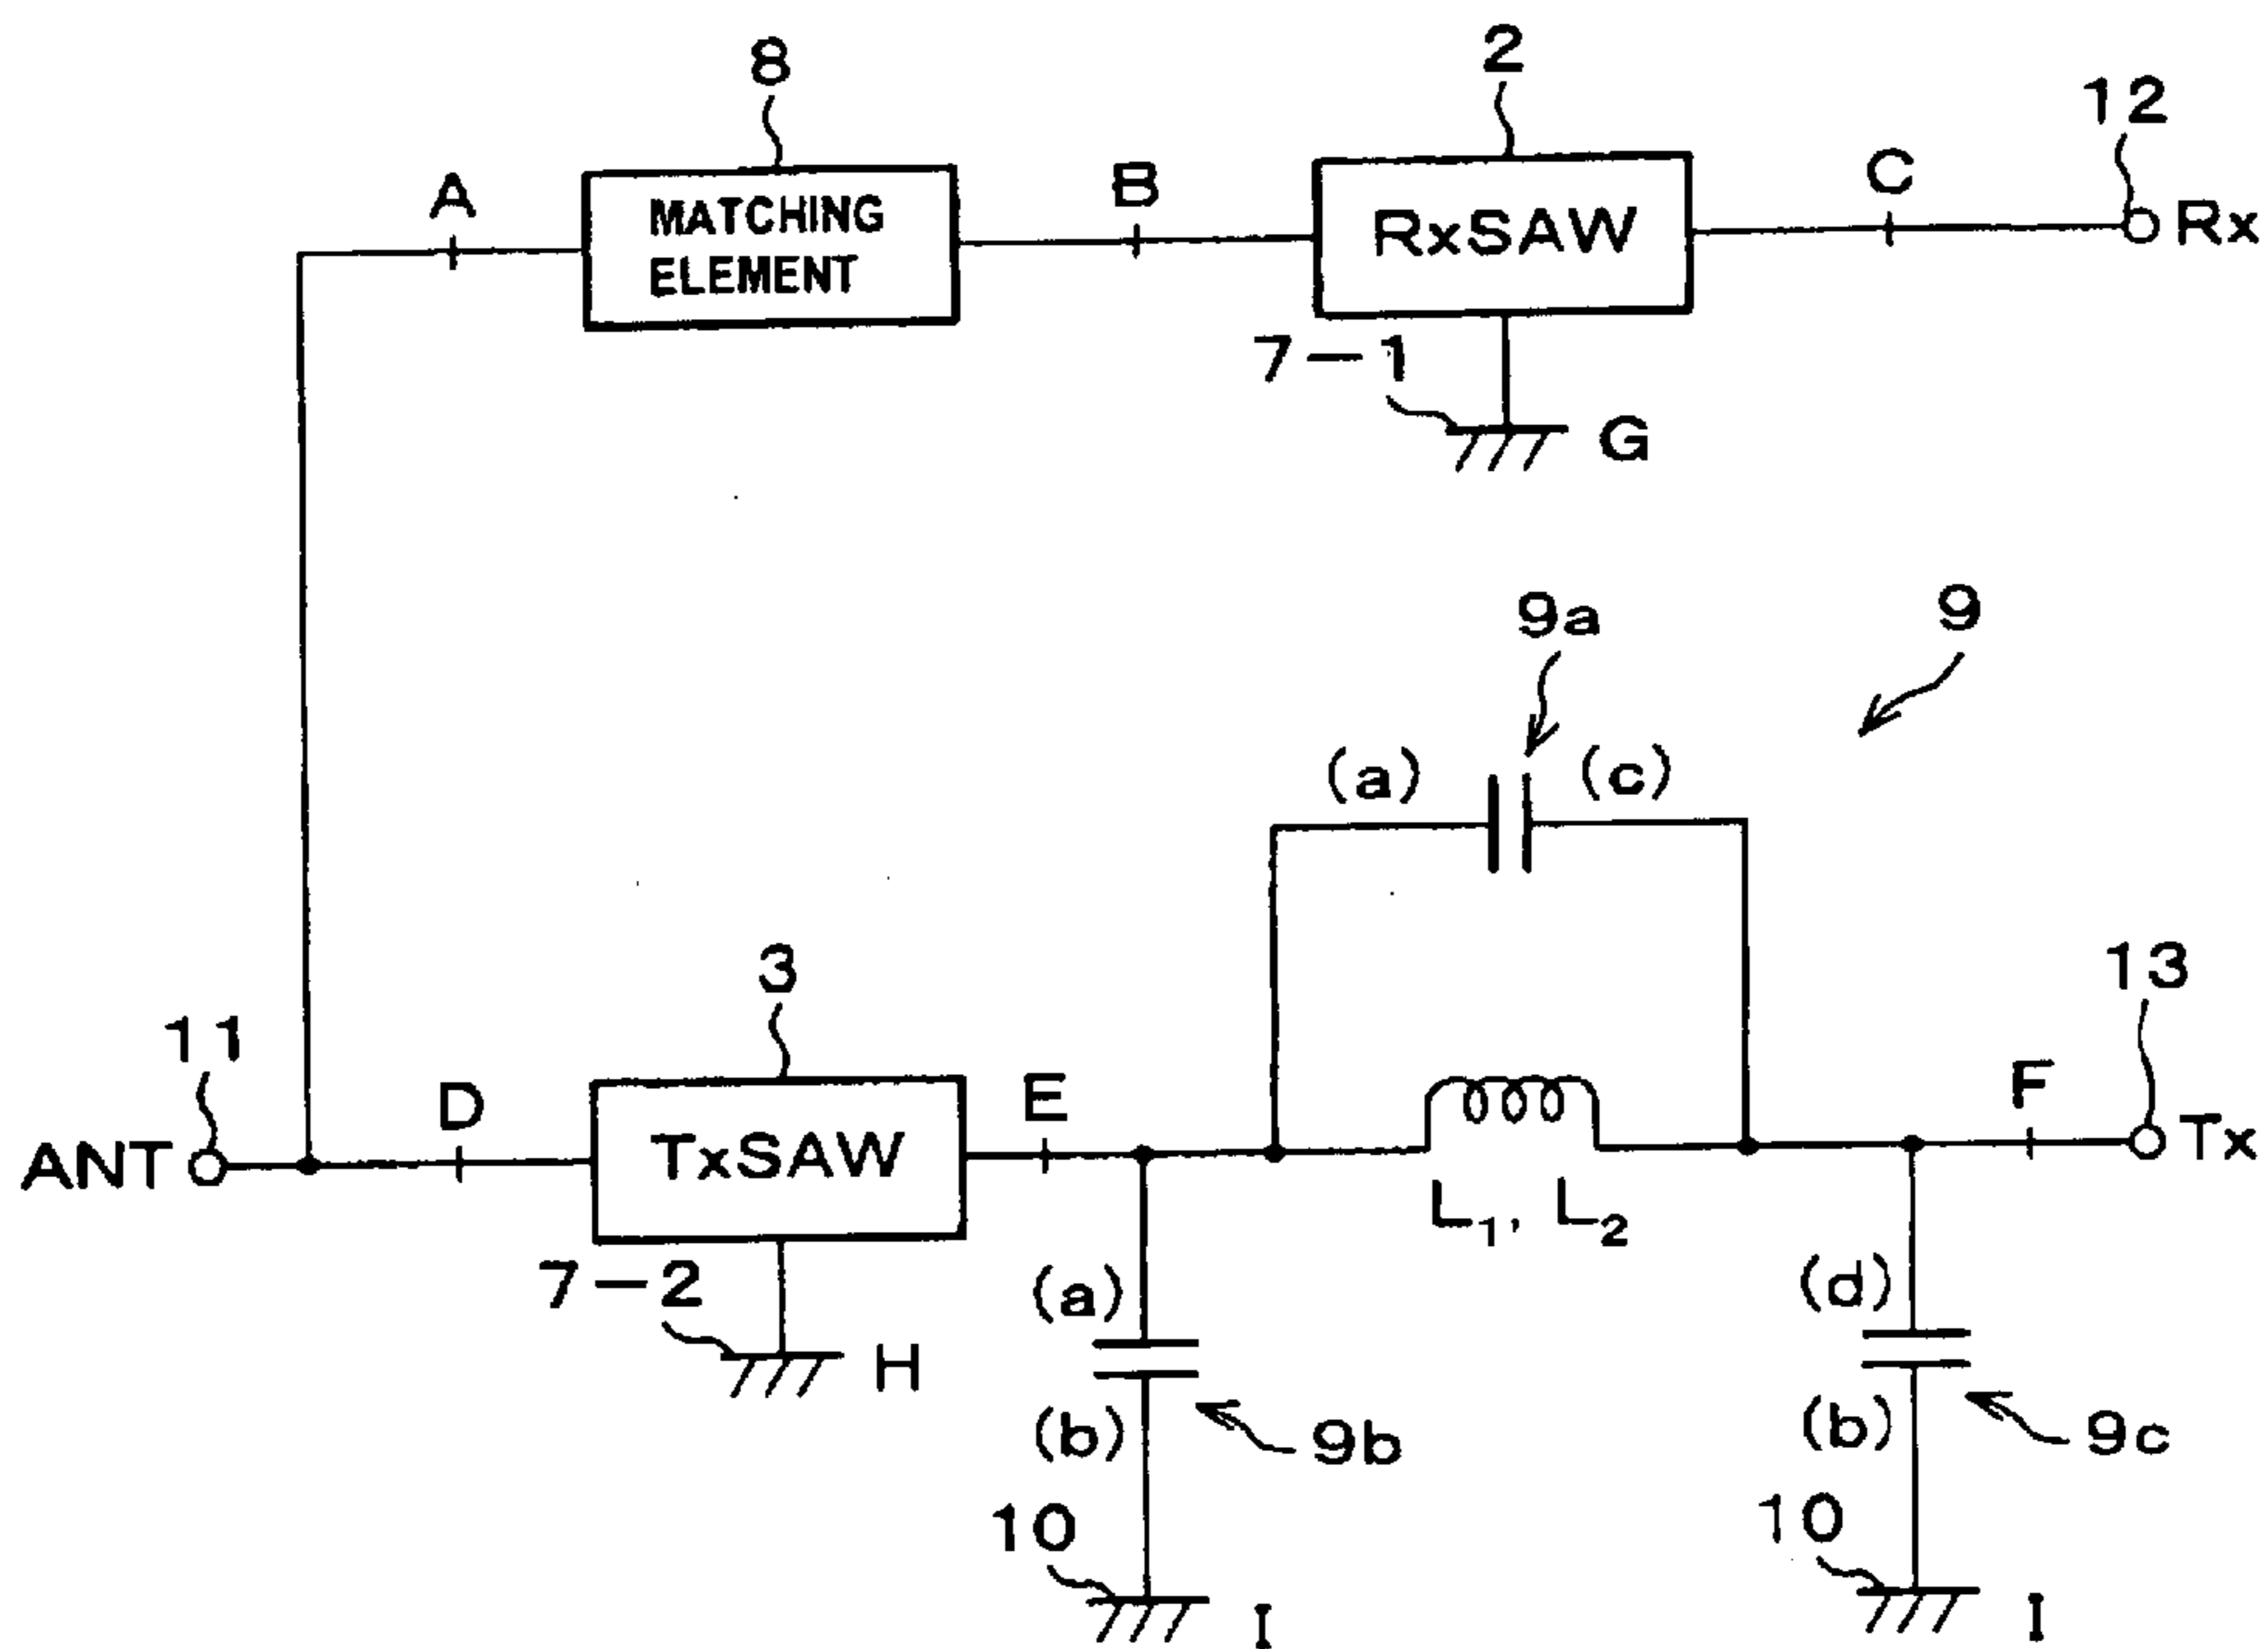 8
2
12
A
MATCHING
ELEMENT
B
RxSAW
C
Rx
7-1
G
9a
9
(a)
(c)
11
3
13
ANT
D
TxSAW
E
L1, L2
F
Tx
7-2
H
(a)
(b)
9b
(d)
(b)
9c
10
I
10
I